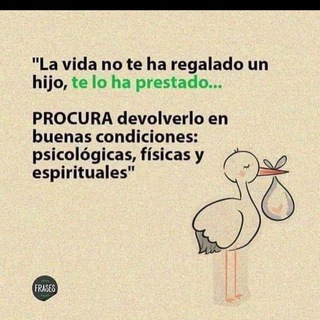 "La vida no te ha regalado un
hijo, te lo ha prestado...
PROCURA devolverlo en
buenas condiciones:
psicológicas, físicas y
espirituales"
FRASES